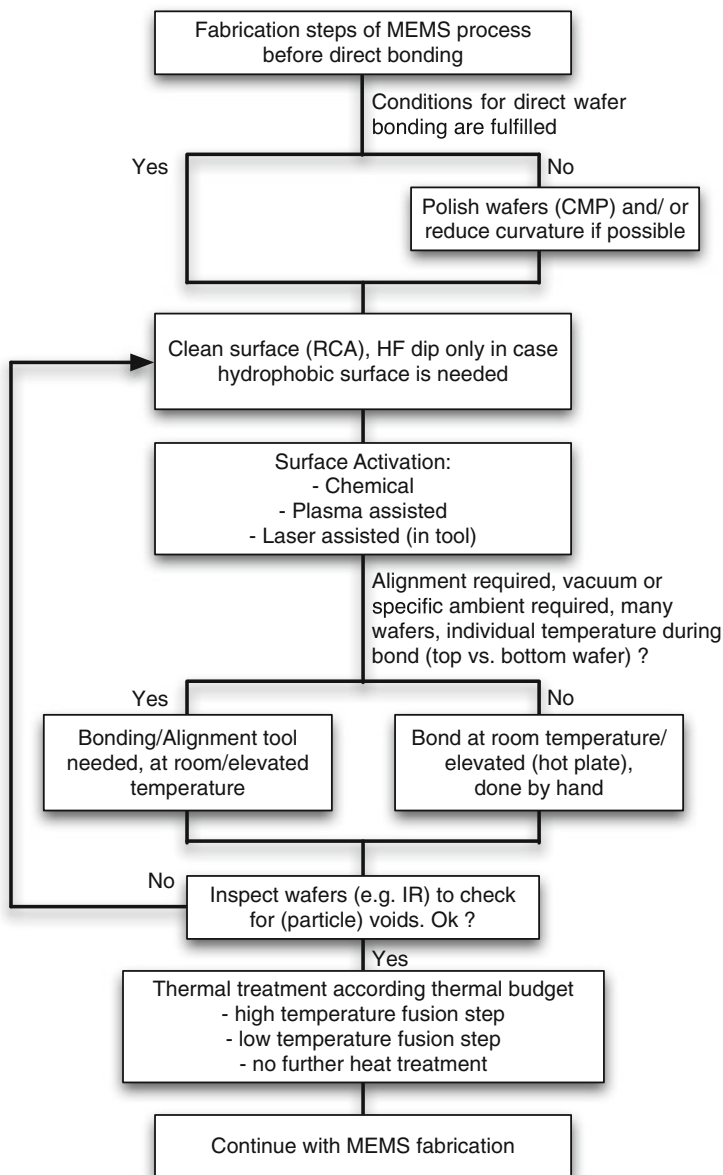 Fabrication steps of MEMS process
before direct bonding
Conditions for direct wafer
bonding are fulfilled
Yes
No
Polish wafers (CMP) and/ or
reduce curvature if possible
Clean surface (RCA), HF dip only in case
hydrophobic surface is needed
Surface Activation:
- Chemical
- Plasma assisted
- Laser assisted (in tool)
Alignment required, vacuum or
specific ambient required, many
wafers, individual temperature during
bond (top vs. bottom wafer) ?
Yes
No
Bonding/Alignment tool
needed, at room/elevated
temperature
Bond at room temperature/
elevated (hot plate),
done by hand
No
Inspect wafers (e.g. IR) to check
for (particle) voids. Ok ?
Yes
Thermal treatment according thermal budget
- high temperature fusion step
- low temperature fusion step
- no further heat treatment
Continue with MEMS fabrication